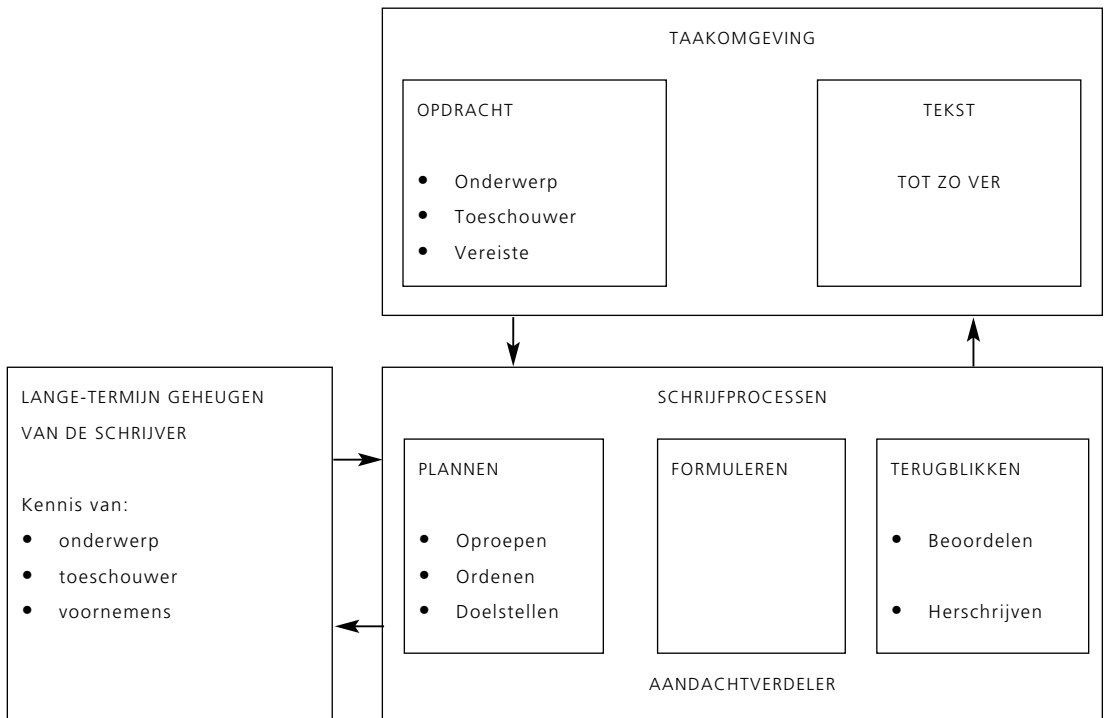 TAAKOMGEVING
OPDRACHT
• Onderwerp
• Toeschouwer
• Vereiste
TEKST
TOT ZO VER
LANGE-TERMIJN GEHEUGEN
VAN DE SCHRIJVER
Kennis van:
• onderwerp
• toeschouwer
• voornemens
SCHRIJFPROCESSEN
PLANNEN
• Oproepen
• Ordenen
• Doelstellen
FORMULEREN
TERUGBLIKKEN
• Beoordelen
• Herschrijven
AANDACHTVERDELER